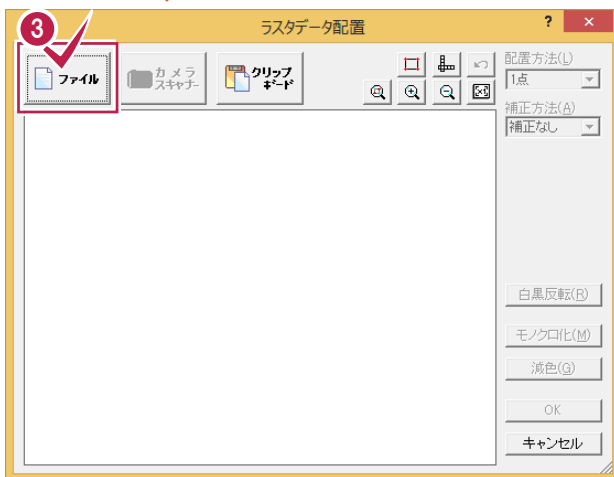 3
ラスタデータ配置
? ×
ファイル
カメラ
スキャナー
クリップ
ボード
配置方法(L)
1点
補正方法(A)
補正なし
白黒反転(R)
モノクロ化(M)
減色(G)
OK
キャンセル